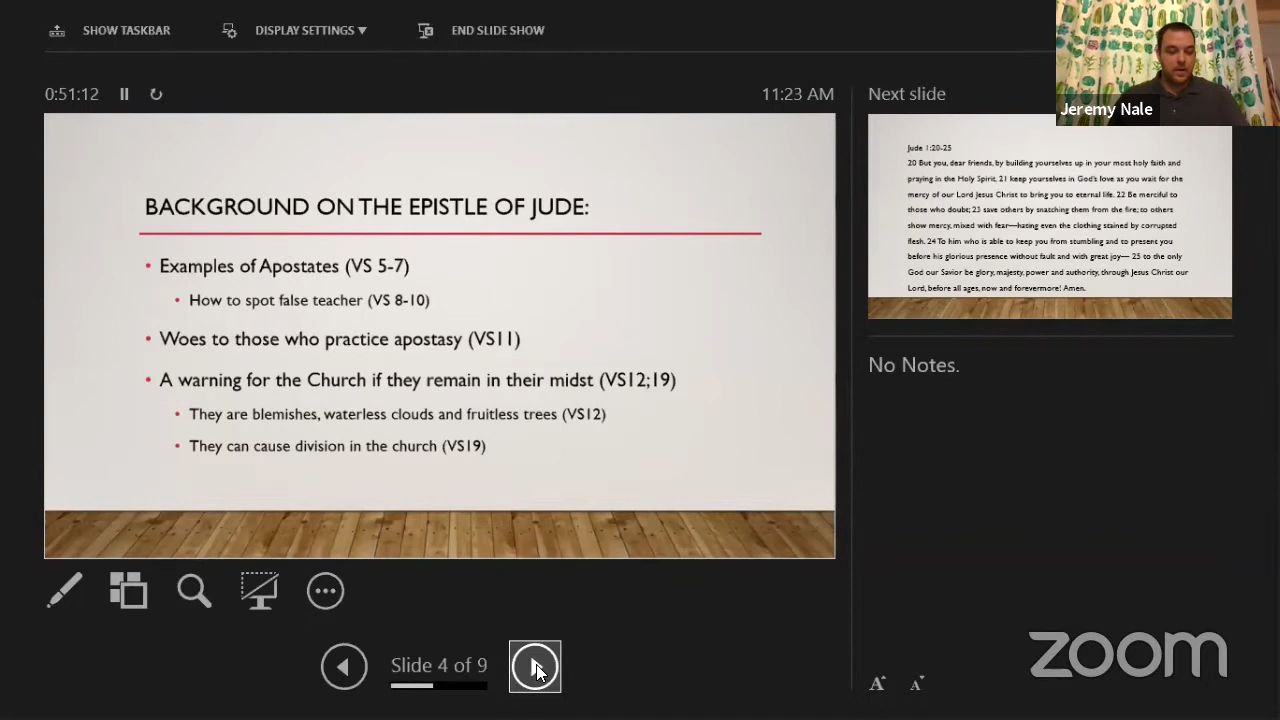 SHOW TASKBAR
DISPLAY SETTINGS
END SLIDE SHOW
0:51:12
11:23 AM
BACKGROUND ON THE EPISTLE OF JUDE:
• Examples of Apostates (VS 5-7)
• How to spot false teacher (VS 8-10)
• Woes to those who practice apostasy (VS11)
• A warning for the Church if they remain in their midst (VS12;19)
• They are blemishes, waterless clouds and fruitless trees (VS12)
• They can cause division in the church (VS19)
Slide 4 of 9
Next slide
Jeremy Nale
Jude 1:20-25
20 But you, dear friends, by building yourselves up in your most holy faith and
praying in the Holy Spirit, 21 keep yourselves in God's love as you wait for the
mercy of our Lord Jesus Christ to bring you to eternal life. 22 Be merciful to
those who doubt; 23 save others by snatching them from the fire; to others
show mercy, mixed with fear—hating even the clothing stained by corrupted
flesh. 24 To him who is able to keep you from stumbling and to present you
before his glorious presence without fault and with great joy— 25 to the only
God our Savior be glory, majesty, power and authority, through Jesus Christ our
Lord, before all ages, now and forevermore! Amen.
No Notes.
A A
zoom